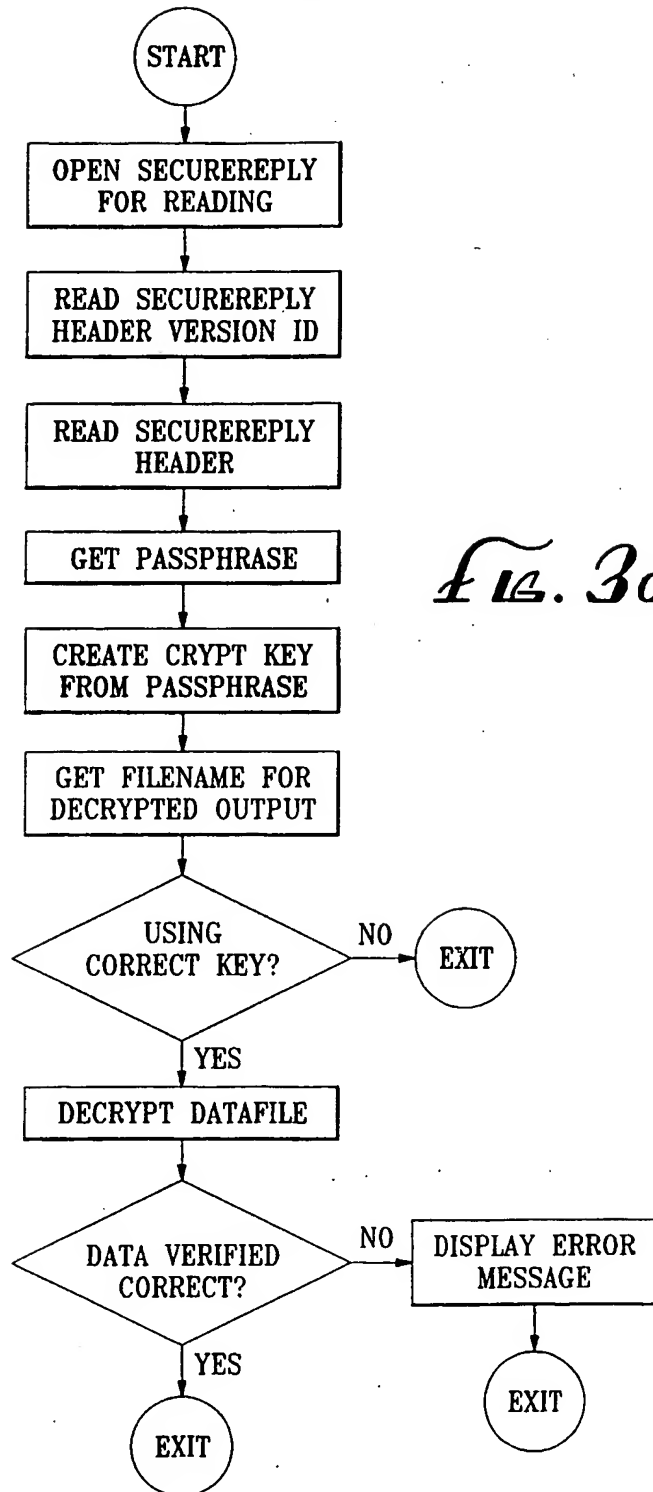 START
OPEN SECUREREPLY
FOR READING
READ SECUREREPLY
HEADER VERSION ID
READ SECUREREPLY
HEADER
GET PASSPHRASE
CREATE CRYPT KEY
FROM PASSPHRASE
GET FILENAME FOR
DECRYPTED OUTPUT
USING
CORRECT KEY?
NO
EXIT
YES
DECRYPT DATAFILE
DATA VERIFIED
CORRECT?
NO
DISPLAY ERROR
MESSAGE
YES
EXIT
EXIT
FIG. 3